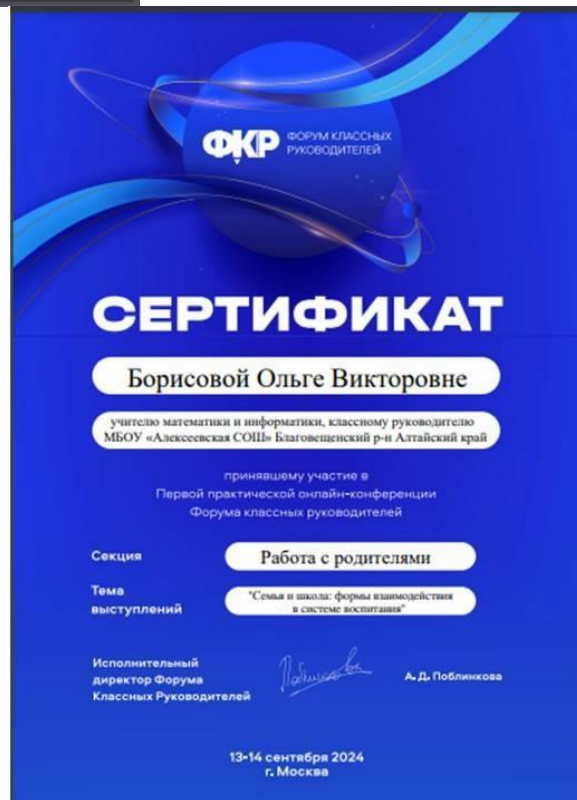 ФКР ФОРУМ КЛАССНЫХ
РУКОВОДИТЕЛЕЙ
СЕРТИФИКАТ
Борисовой Ольге Викторовне
учителю математики и информатики, классному руководителю
МБОУ «Алексеевская СОШ» Благовещенский р-н Алтайский край
принявшему участие в
Первой практической онлайн-конференции
Форума классных руководителей
Секция Работа с родителями
Тема
выступлений
"Семья и школа: формы взаимодействия
в системе воспитания"
Исполнительный
директор Форума
Классных Руководителей
А. Д. Поблинкова
13-14 сентября 2024
г. Москва